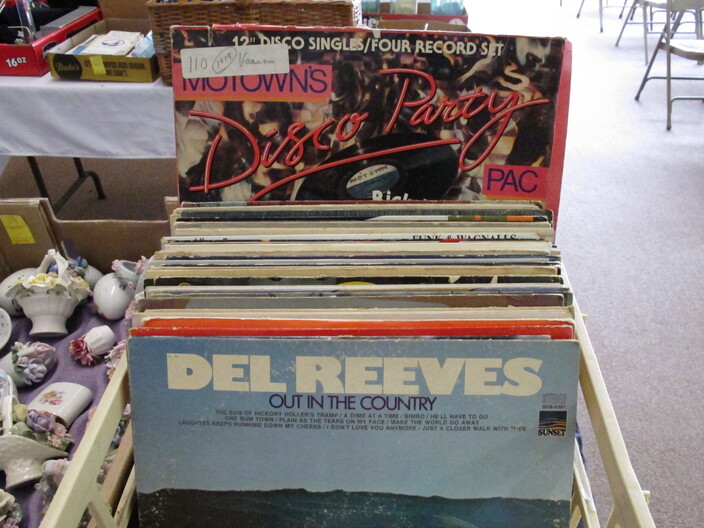 16oz
Duke's
12" DISCO SINGLES/FOUR RECORD SET
110 1979
MOTOWN'S
Disco Party
PAC
FUNK & WAGNALLS
DEL REEVES
OUT IN THE COUNTRY
THE SON OF HICKORY HOLLER'S TRAMP / A DIME AT A TIME / BIMBO / HE'LL HAVE TO GO
ONE BUM TOWN / PLAIN AS THE TEARS ON MY FACE / MAKE THE WORLD GO AWAY
LAUGHTER KEEPS RUNNING DOWN MY CHEEKS / I DON'T LOVE YOU ANYMORE / JUST A CLOSER WALK WITH THEE
SUNSET